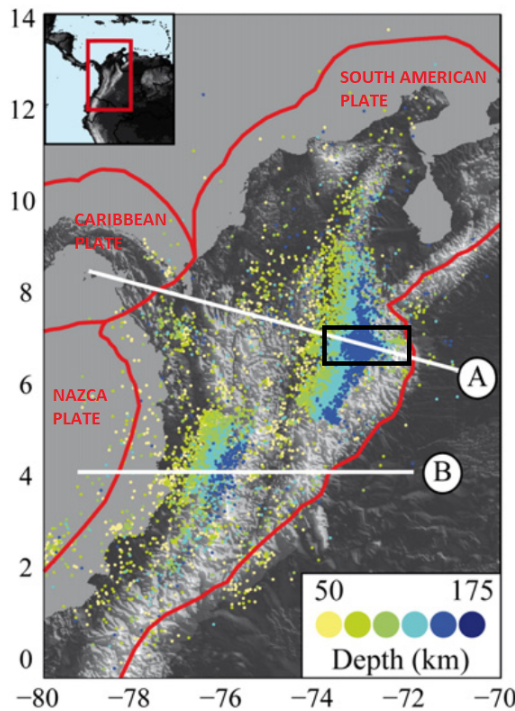 14
12
10
8
6
4
2
0
SOUTH AMERICAN
PLATE
CARIBBEAN
PLATE
NAZCA
PLATE
A
B
50 175
Depth (km)
−80 −78 −76 −74 −72 −70